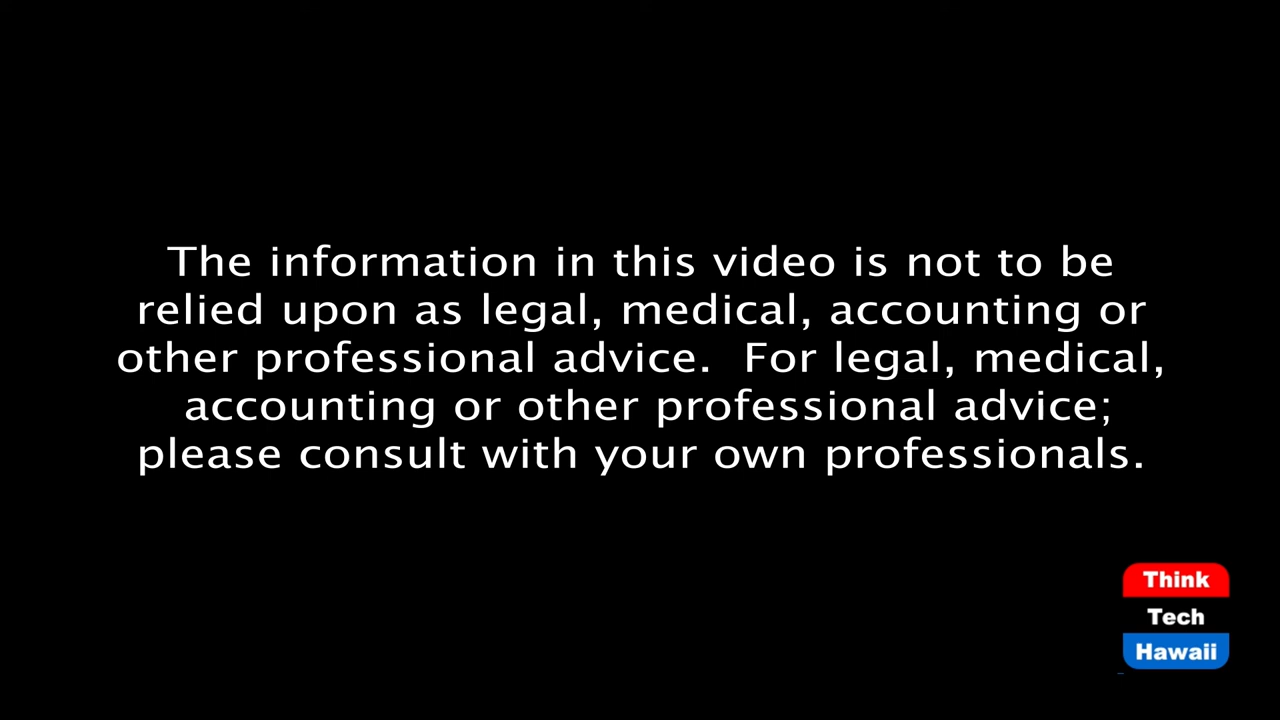 The information in this video is not to be
relied upon as legal, medical, accounting or
other professional advice.  For legal, medical,
accounting or other professional advice;
please consult with your own professionals.
Think
Tech
Hawaii